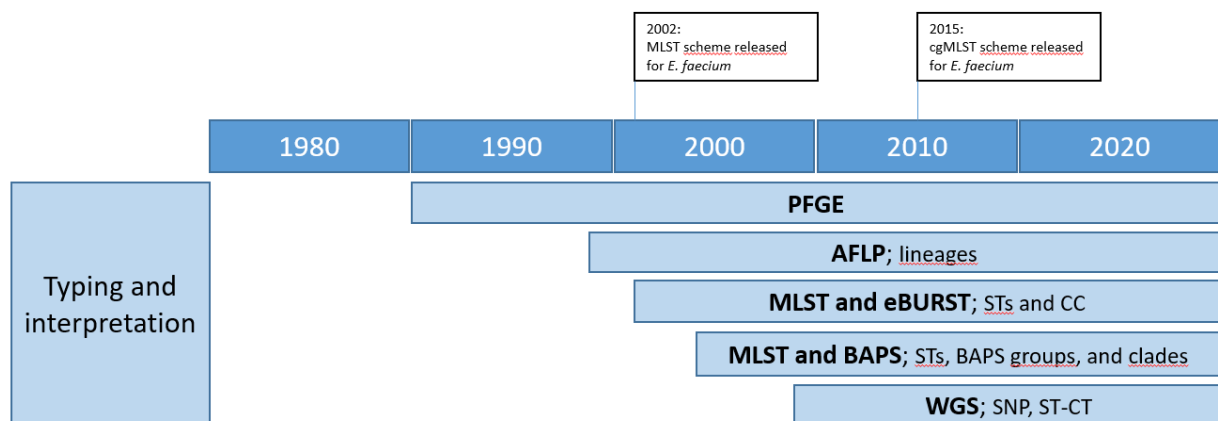 2002:
MLST scheme released
for E. faecium
2015:
cgMLST scheme released
for E. faecium
1980
1990
2000
2010
2020
Typing and
interpretation
PFGE
AFLP; lineages
MLST and eBURST; STs and CC
MLST and BAPS; STs, BAPS groups, and clades
WGS; SNP, ST-CT